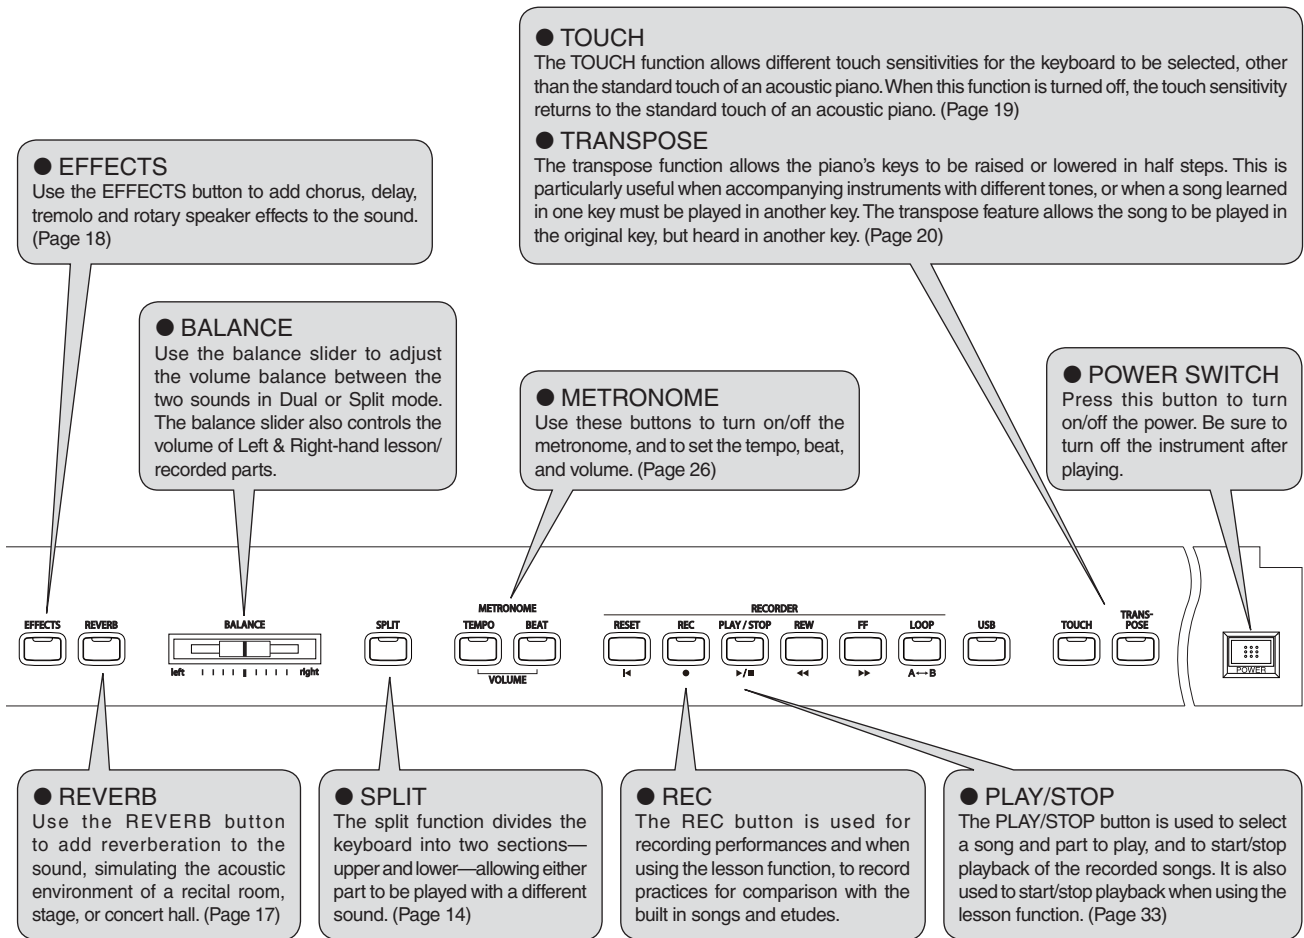 ● TOUCH
The TOUCH function allows different touch sensitivities for the keyboard to be selected, other
than the standard touch of an acoustic piano. When this function is turned off, the touch sensitivity
returns to the standard touch of an acoustic piano. (Page 19)
● TRANSPOSE
The transpose function allows the piano's keys to be raised or lowered in half steps. This is
particularly useful when accompanying instruments with different tones, or when a song learned
in one key must be played in another key. The transpose feature allows the song to be played in
the original key, but heard in another key. (Page 20)
● EFFECTS
Use the EFFECTS button to add chorus, delay,
tremolo and rotary speaker effects to the sound.
(Page 18)
● BALANCE
Use the balance slider to adjust
the volume balance between the
two sounds in Dual or Split mode.
The balance slider also controls the
volume of Left & Right-hand lesson/
recorded parts.
● METRONOME
Use these buttons to turn on/off the
metronome, and to set the tempo, beat,
and volume. (Page 26)
● POWER SWITCH
Press this button to turn
on/off the power. Be sure to
turn off the instrument after
playing.
METRONOME
RECORDER
EFFECTS REVERB BALANCE SPLIT TEMPO BEAT RESET REC PLAY / STOP REW FF LOOP USB TOUCH TRANS-
POSE
left right
VOLUME
A↔B
POWER
● REVERB
Use the REVERB button
to add reverberation to the
sound, simulating the acoustic
environment of a recital room,
stage, or concert hall. (Page 17)
● SPLIT
The split function divides the
keyboard into two sections—
upper and lower—allowing either
part to be played with a different
sound. (Page 14)
● REC
The REC button is used for
recording performances and when
using the lesson function, to record
practices for comparison with the
built in songs and etudes.
● PLAY/STOP
The PLAY/STOP button is used to select
a song and part to play, and to start/stop
playback of the recorded songs. It is also
used to start/stop playback when using the
lesson function. (Page 33)